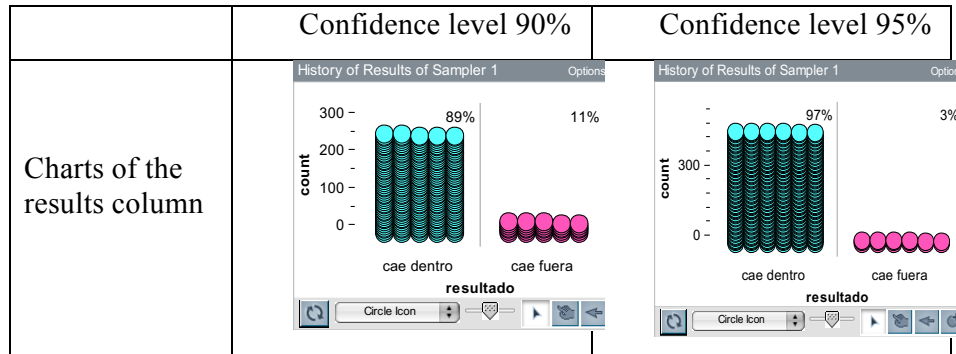 Confidence level 90%
Confidence level 95%
Charts of the
results column
History of Results of Sampler 1 Options
300
200
100
0
count
89%
11%
cae dentro
cae fuera
resultado
Circle Icon
History of Results of Sampler 1
300
0
count
97%
3%
cae dentro
cae fuera
resultado
Circle Icon